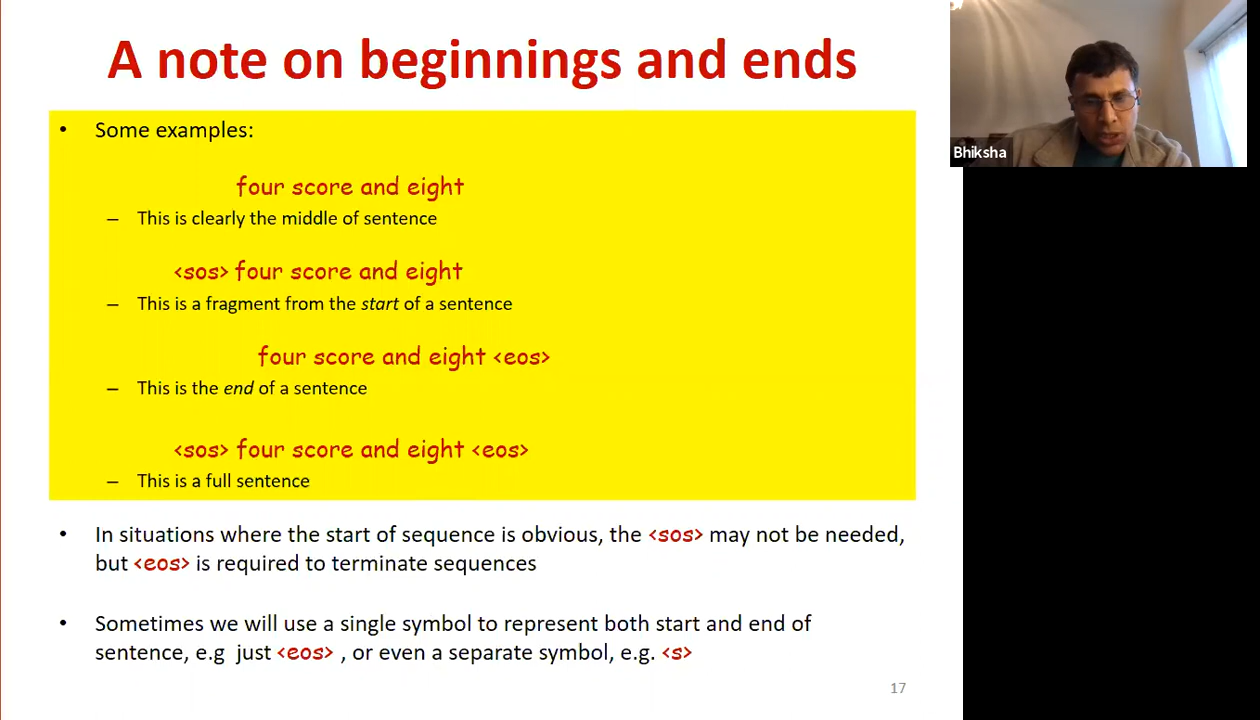 A note on beginnings and ends
• Some examples:
four score and eight
– This is clearly the middle of sentence
<sos> four score and eight
– This is a fragment from the start of a sentence
four score and eight <eos>
– This is the end of a sentence
<sos> four score and eight <eos>
– This is a full sentence
• In situations where the start of sequence is obvious, the <sos> may not be needed,
but <eos> is required to terminate sequences
• Sometimes we will use a single symbol to represent both start and end of
sentence, e.g just <eos> , or even a separate symbol, e.g. <s>
17
Bhiksha